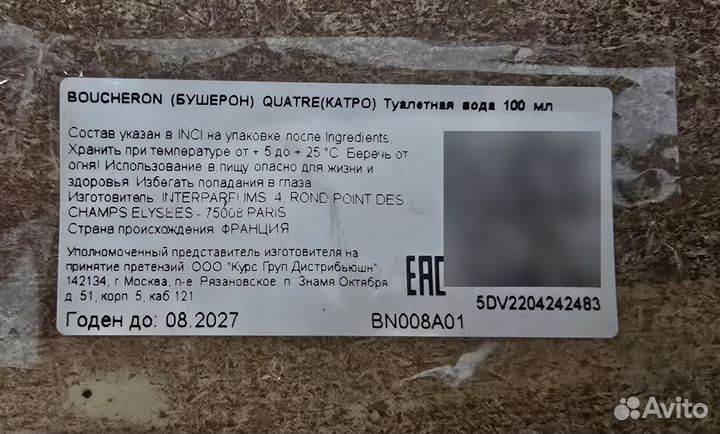 BOUCHERON (БУШЕРОН) QUATRE(КАТРО) Туалетная вода 100 мл
Состав указан в INCI на упаковке после Ingredients.
Хранить при температуре от + 5 до + 25 °С. Беречь от
огня! Использование в пищу опасно для жизни и
здоровья. Избегать попадания в глаза
Изготовитель: INTERPARFUMS 4, ROND POINT DES
CHAMPS ELYSEES - 75008 PARIS
Страна происхождения: ФРАНЦИЯ
Уполномоченный представитель изготовителя на
принятие претензий: ООО "Курс Груп Дистрибьюшн"
142134, г Москва, п-е Рязановское, п Знамя Октября
д. 51, корп 5, каб 121
EAC
5DV2204242483
Годен до: 08.2027 BN008A01
Avito